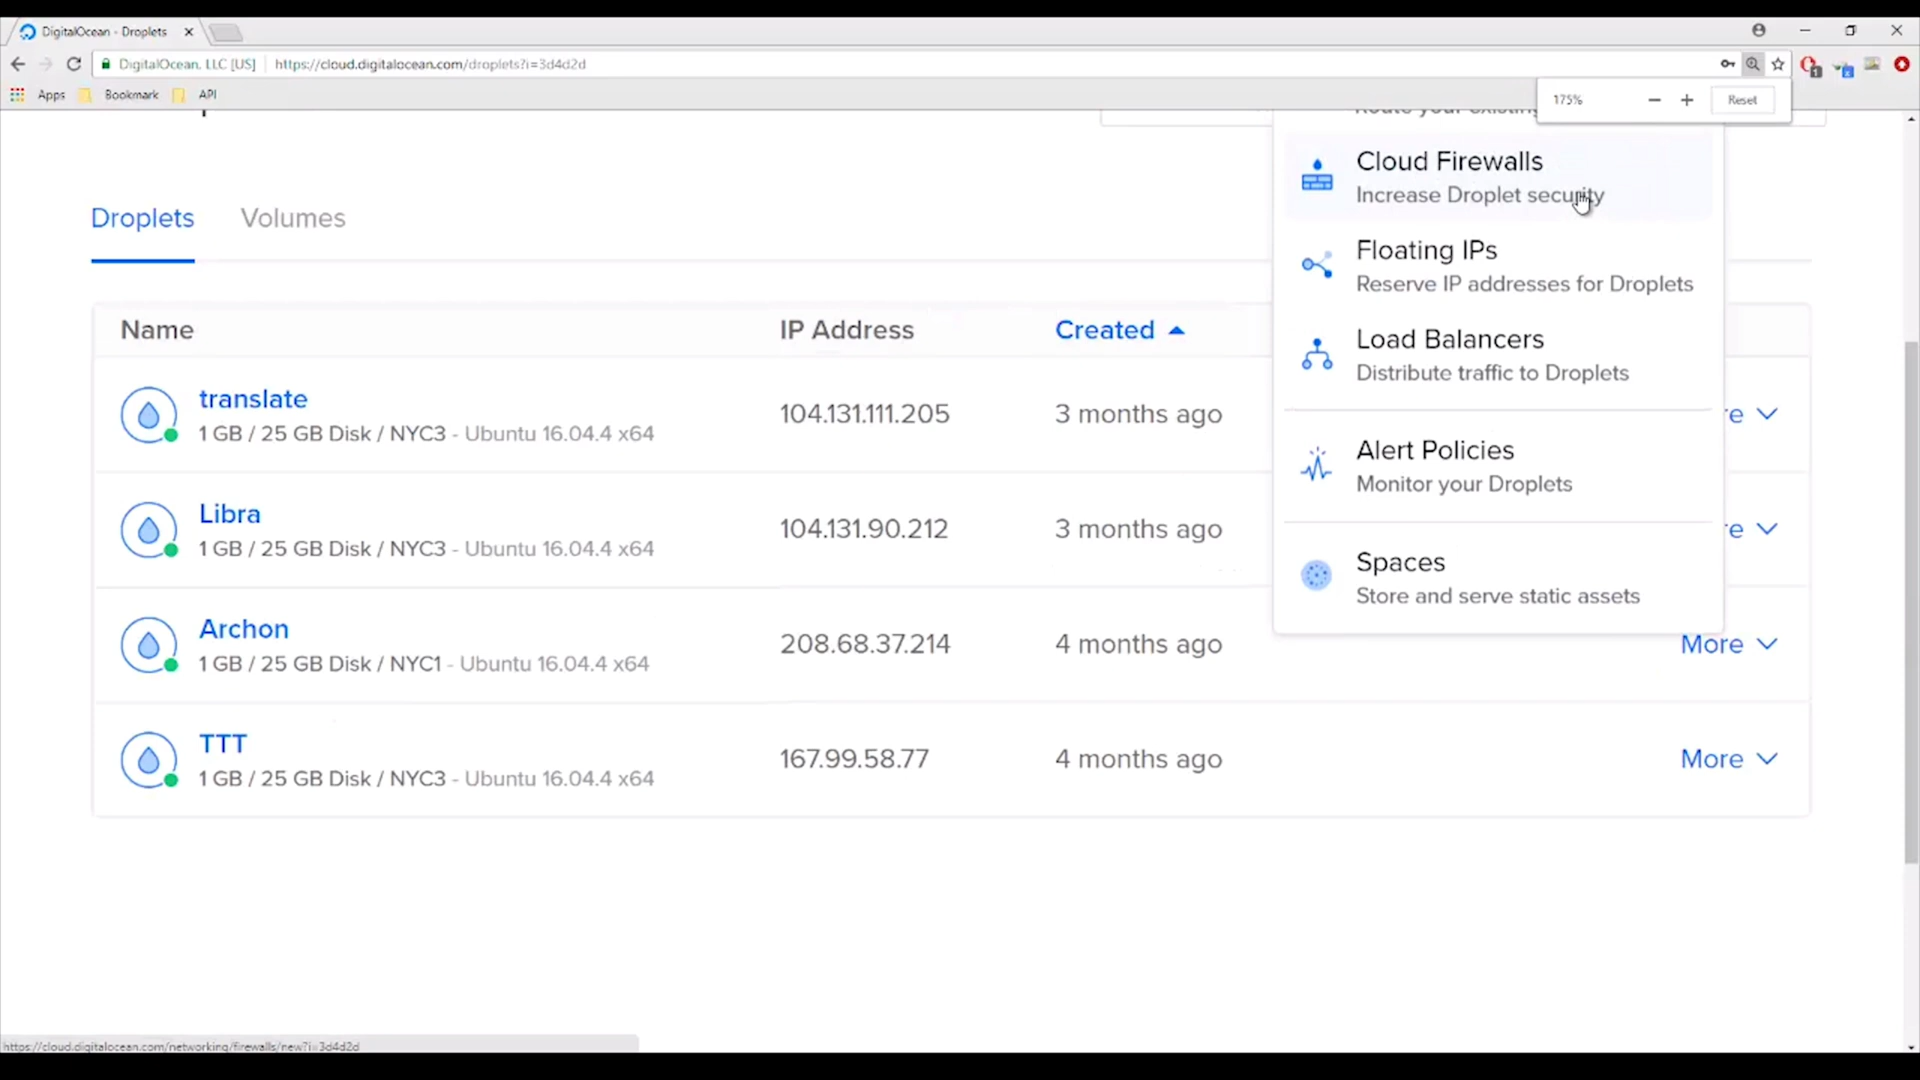 DigitalOcean - Droplets
DigitalOcean, LLC [US]
https://cloud.digitalocean.com/droplets?i=3d4d2d
Apps
Bookmark
API
175%
Reset
Route your existing
Cloud Firewalls
Increase Droplet security
Floating IPs
Reserve IP addresses for Droplets
Load Balancers
Distribute traffic to Droplets
Alert Policies
Monitor your Droplets
Spaces
Store and serve static assets
Droplets
Volumes
Name
IP Address
Created
translate
1 GB / 25 GB Disk / NYC3 - Ubuntu 16.04.4 x64
104.131.111.205
3 months ago
Libra
1 GB / 25 GB Disk / NYC3 - Ubuntu 16.04.4 x64
104.131.90.212
3 months ago
Archon
1 GB / 25 GB Disk / NYC1 - Ubuntu 16.04.4 x64
208.68.37.214
4 months ago
More
TTT
1 GB / 25 GB Disk / NYC3 - Ubuntu 16.04.4 x64
167.99.58.77
4 months ago
More
https://cloud.digitalocean.com/networking/firewalls/new?i=3d4d2d